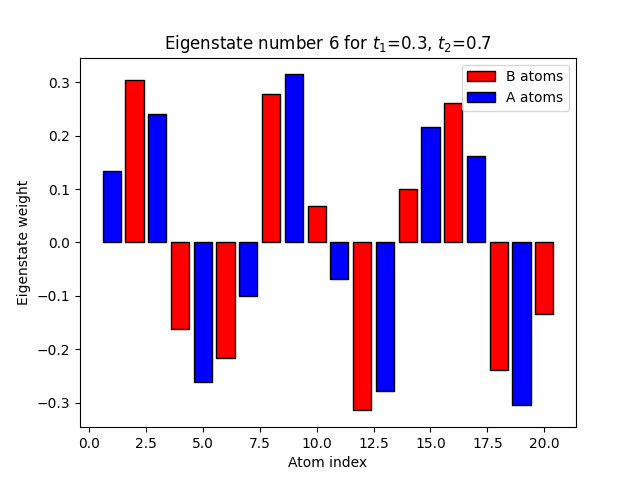 Eigenstate number 6 for t₁=0.3, t₂=0.7
B atoms
A atoms
0.3
0.2
0.1
0.0
−0.1
−0.2
−0.3
Eigenstate weight
0.0 2.5 5.0 7.5 10.0 12.5 15.0 17.5 20.0
Atom index